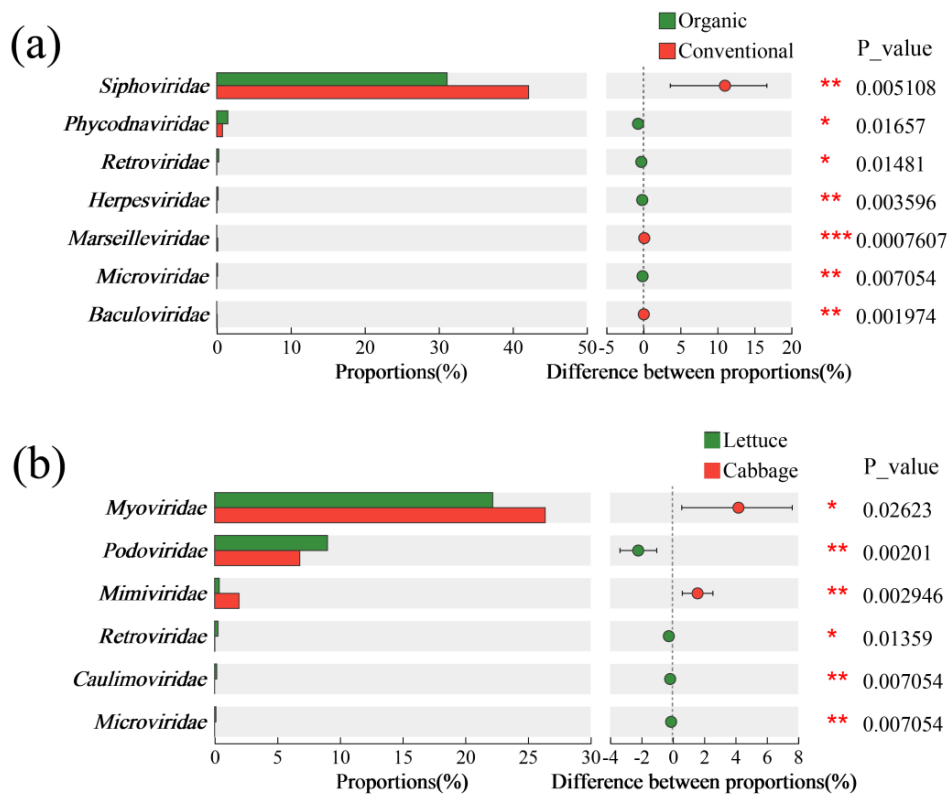 (a)
Organic
Conventional
P_value
Siphoviridae
** 0.005108
Phycodnaviridae
* 0.01657
Retroviridae
* 0.01481
Herpesviridae
** 0.003596
Marseilleviridae
*** 0.0007607
Microviridae
** 0.007054
Baculoviridae
** 0.001974
0 10 20 30 40 50
-5 0 5 10 15 20
Proportions(%)
Difference between proportions(%)
(b)
Lettuce
Cabbage
P_value
Myoviridae
* 0.02623
Podoviridae
** 0.00201
Mimiviridae
** 0.002946
Retroviridae
* 0.01359
Caulimoviridae
** 0.007054
Microviridae
** 0.007054
0 10 20 30
-4 -2 0 2 4 6 8
Proportions(%)
Difference between proportions(%)